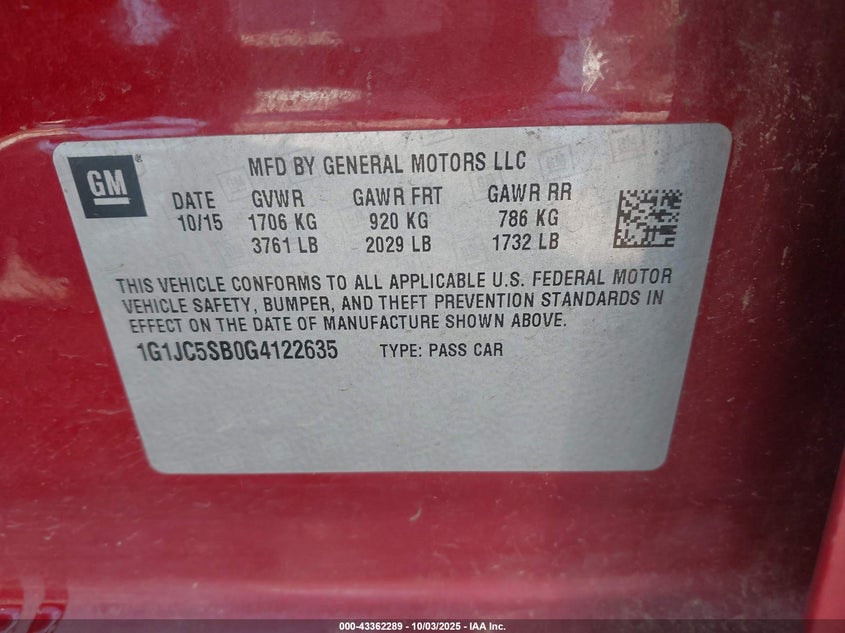 GM
MFD BY GENERAL MOTORS LLC
DATE GVWR GAWR FRT GAWR RR
10/15 1706 KG 920 KG 786 KG
3761 LB 2029 LB 1732 LB
THIS VEHICLE CONFORMS TO ALL APPLICABLE U.S. FEDERAL MOTOR
VEHICLE SAFETY, BUMPER, AND THEFT PREVENTION STANDARDS IN
EFFECT ON THE DATE OF MANUFACTURE SHOWN ABOVE.
1G1JC5SB0G4122635 TYPE: PASS CAR
000-43362289 - 10/03/2025 - IAA Inc.